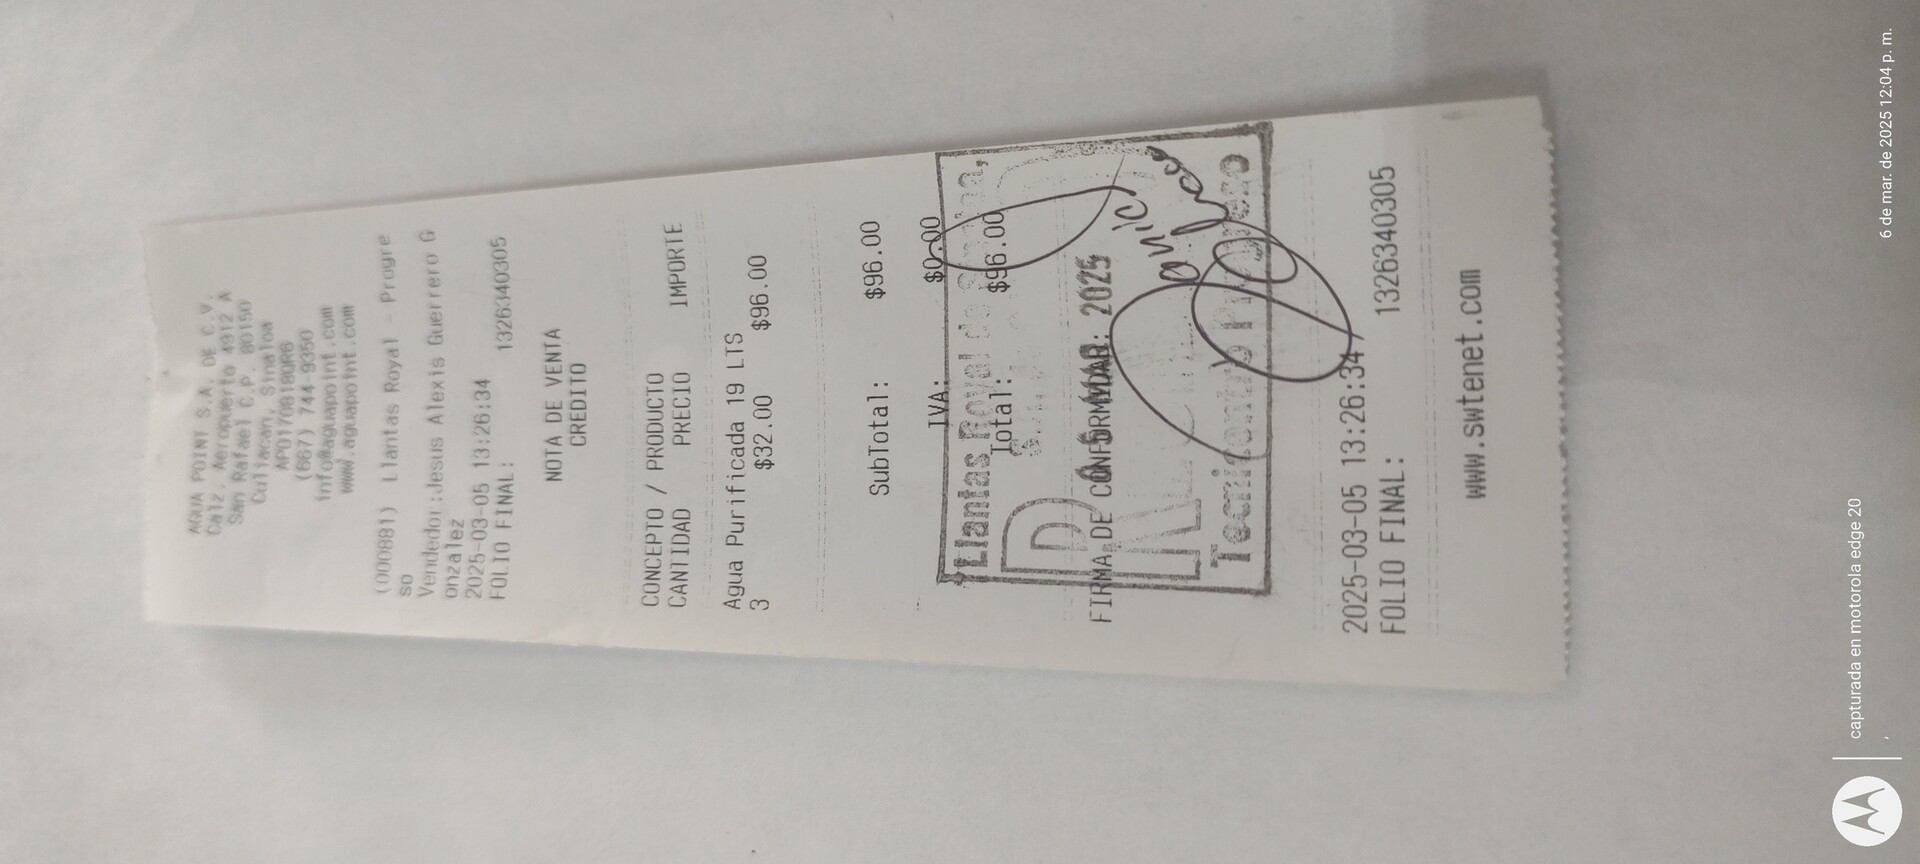 AGUA POINT S.A. DE C.V.
Calz. Aeropuerto 4912 A
San Rafael C.P. 80150
Culiacan, Sinaloa
(667) 744-9350
info@aguapoint.com
www.aguapoint.com
(000881) Llantas Royal - Progre
so
Vendedor:Jesus Alexis Guerrero G
onzalez
2025-03-05 13:26:34
FOLIO FINAL: 1326340305
NOTA DE VENTA
CREDITO
CONCEPTO / PRODUCTO
CANTIDAD PRECIO IMPORTE
Agua Purificada 19 LTS
3 $32.00 $96.00
SubTotal: $96.00
IVA: $0.00
Llantas Royal de
Total: $96.00
FIRMA DE CONFORMIDAD:
2025
2025-03-05 13:26:34
FOLIO FINAL: 1326340305
www.swtenet.com
capturada en motorola edge 20
6 de mar. de 2025 12:04 p. m.